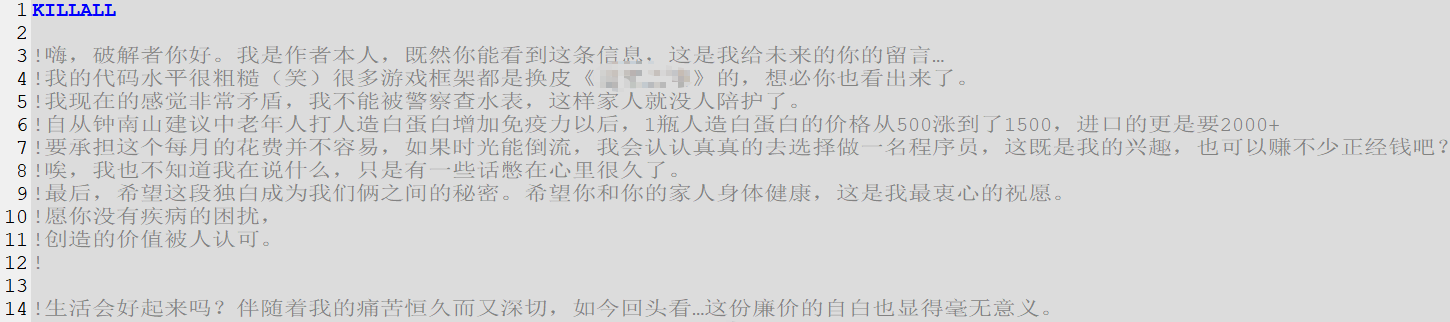 1 KILLALL
2
3 !嗨，破解者你好。我是作者本人，既然你能看到这条信息，这是我给未来的你的留言…
4 !我的代码水平很粗糙（笑）很多游戏框架都是换皮《》的，想必你也看出来了。
5 !我现在的感觉非常矛盾，我不能被警察查水表，这样家人就没人陪护了。
6 !自从钟南山建议中老年人打人造白蛋白增加免疫力以后，1瓶人造白蛋白的价格从500涨到了1500，进口的更是要2000+
7 !要承担这个每月的花费并不容易，如果时光能倒流，我会认认真真的去选择做一名程序员，这既是我的兴趣，也可以赚不少正经钱吧？
8 !唉，我也不知道我在说什么，只是有一些话憋在心里很久了。
9 !最后，希望这段独白成为我们俩之间的秘密。希望你和你的家人身体健康，这是我最衷心的祝愿。
10 !愿你没有疾病的困扰，
11 !创造的价值被人认可。
12 !
13
14 !生活会好起来吗？伴随着我的痛苦恒久而又深切，如今回头看…这份廉价的自白也显得毫无意义。